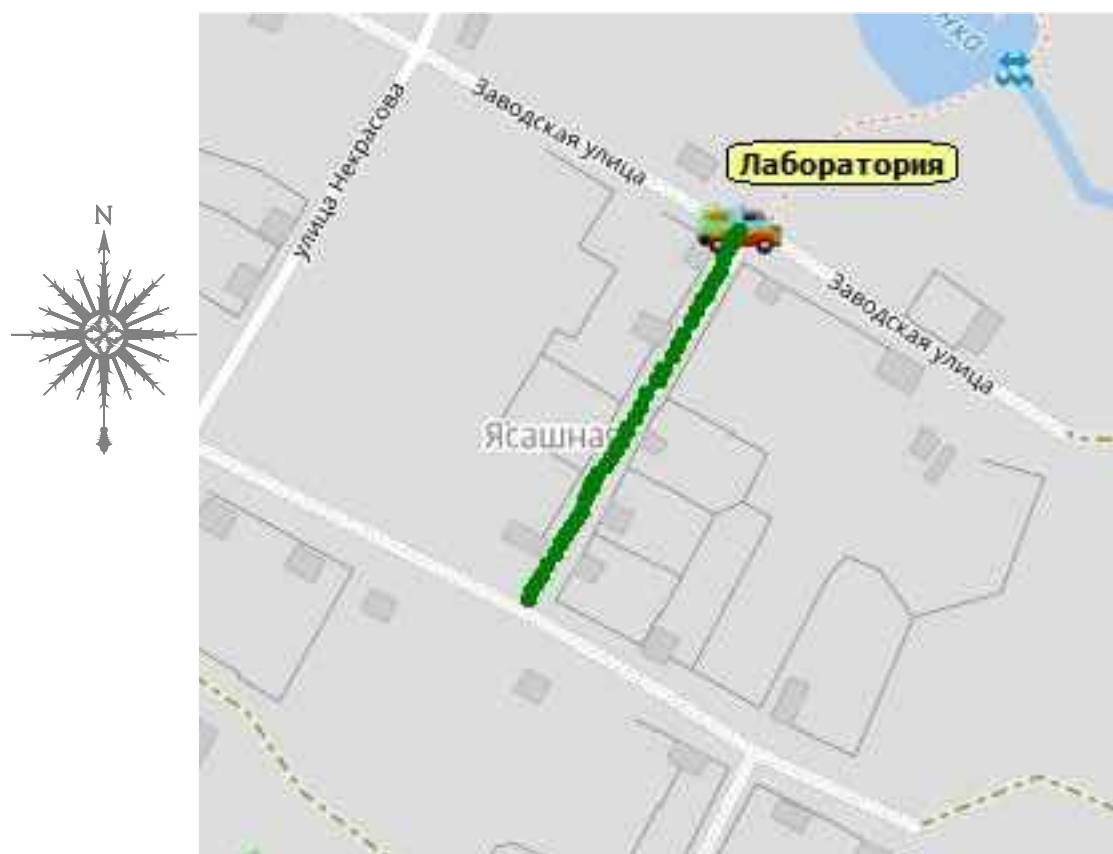 N
Заводская улица
улица Некрасова
Лаборатория
Заводская улица
Ясашная